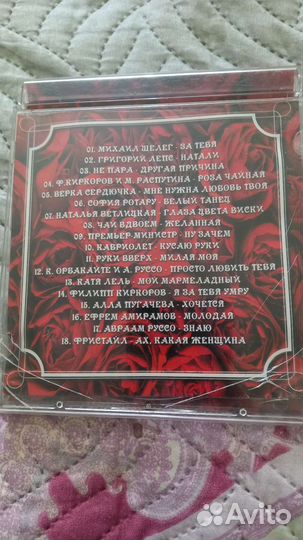 01. МИХАИЛ ШЕЛЕГ - ЗА ТЕБЯ
02. ГРИГОРИЙ ЛЕПС - НАТАЛИ
03. НЕ ПАРА - ДРУГАЯ ПРИЧИНА
04. Ф.КИРКОРОВ И.М. РАСПУТИНА - РОЗА ЧАЙНАЯ
05. ВЕРКА СЕРДЮЧКА - МНЕ НУЖНА ЛЮБОВЬ ТВОЯ
06. СОФИЯ РОТАРУ - БЕЛЫЙ ТАНЕЦ
07. НАТАЛЬЯ ВЕТЛИЦКАЯ - ГЛАЗА ЦВЕТА ВИСКИ
08. ЧАЙ ВДВОЕМ - ЖЕЛАННАЯ
09. ПРЕМЬЕР-МИНИСТР - НУ ЗАЧЕМ
10. КАБРИОЛЕТ - КУСАЮ РУКИ
11. РУКИ ВВЕРХ - МИЛАЯ МОЯ
12. К. ОРБАКАЙТЕ И А. РУССО - ПРОСТО ЛЮБИТЬ ТЕБЯ
13. КАТЯ ЛЕЛЬ - МОЙ МАРМЕЛАДНЫЙ
14. ФИЛИПП КИРКОРОВ - Я ЗА ТЕБЯ УМРУ
15. АЛЛА ПУГАЧЕВА - ХОЧЕТСЯ
16. ЕФРЕМ АМИРАМОВ - МОЛОДАЯ
17. АВРААМ РУССО - ЗНАЮ
18. ФРИСТАЙЛ - АХ, КАКАЯ ЖЕНЩИНА
Avito